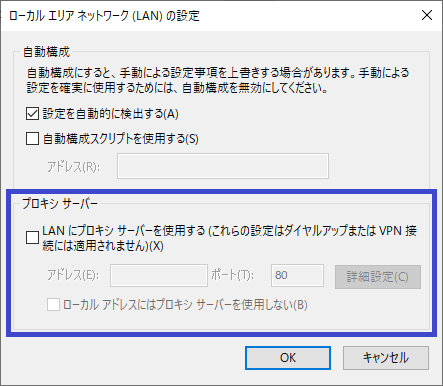 ローカル エリア ネットワーク (LAN) の設定
自動構成
自動構成にすると、手動による設定事項を上書きする場合があります。手動による
設定を確実に使用するためには、自動構成を無効にしてください。
設定を自動的に検出する(A)
自動構成スクリプトを使用する(S)
アドレス(R):
プロキシ サーバー
LAN にプロキシ サーバーを使用する (これらの設定はダイヤルアップまたは VPN 接
続には適用されません)(X)
アドレス(E): ポート(T): 80 詳細設定(C)
ローカル アドレスにはプロキシ サーバーを使用しない(B)
OK キャンセル